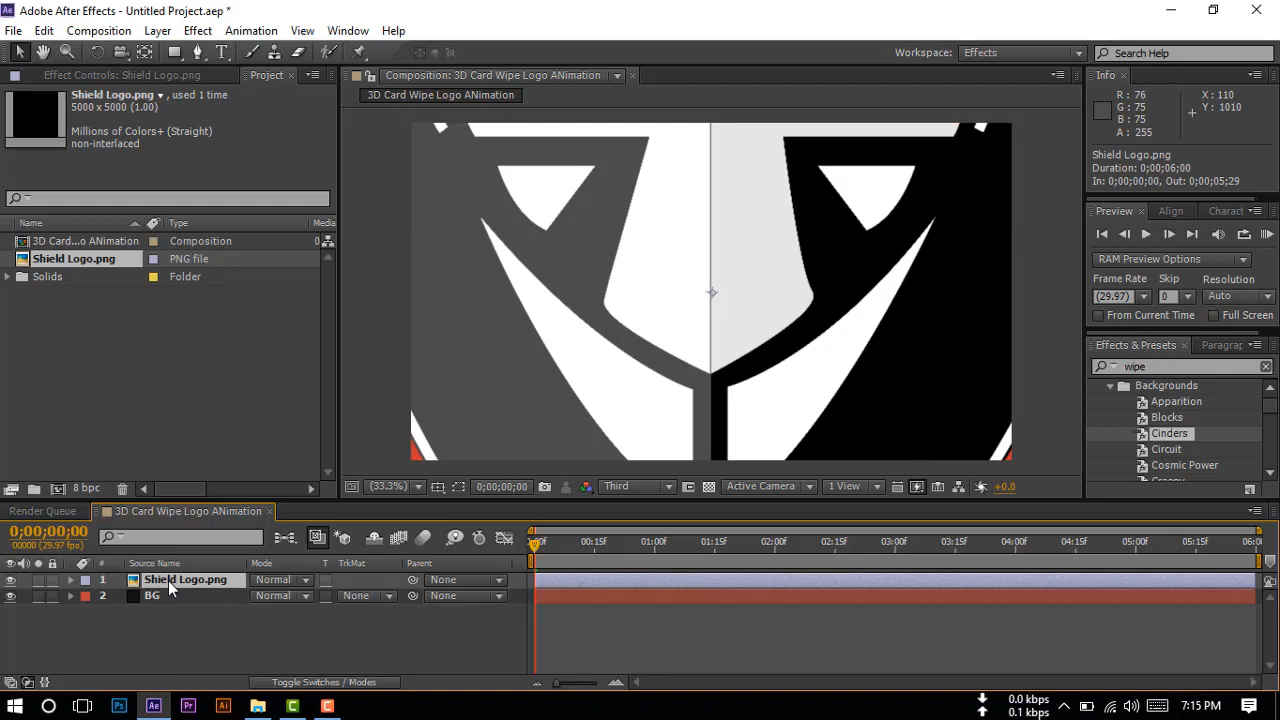 Adobe After Effects - Untitled Project.aep *
File Edit Composition Layer Effect Animation View Window Help
Workspace: Effects Search Help
Effect Controls: Shield Logo.png Project
Composition: 3D Card Wipe Logo ANimation
Info
Shield Logo.png ▾, used 1 time
5000 x 5000 (1.00)
Millions of Colors+ (Straight)
non-interlaced
3D Card Wipe Logo ANimation
R: 76 X: 110
G: 75 Y: 1010
B: 75
A: 255
Shield Logo.png
Duration: 0;00;06;00
In: 0;00;00;00, Out: 0;00;05;29
Name Type Media
3D Card...o ANimation Composition 0
Shield Logo.png PNG file
Solids Folder
Preview Align Charact
RAM Preview Options
Frame Rate Skip Resolution
(29.97) 0 Auto
From Current Time Full Screen
Effects & Presets Paragrap
wipe
Backgrounds
Apparition
Blocks
Cinders
Circuit
Cosmic Power
8 bpc
(33.3%) 0;00;00;00 Third Active Camera 1 View +0.0
Render Queue 3D Card Wipe Logo ANimation
0;00;00;00
00000 (29.97 fps)
:00f 00:15f 01:00f 01:15f 02:00f 02:15f 03:00f 03:15f 04:00f 04:15f 05:00f 05:15f 06:0
# Source Name Mode T TrkMat Parent
1 Shield Logo.png Normal None
2 BG Normal None None
Toggle Switches / Modes
Ps Ae Pr Ai C C
0.0 kbps
0.1 kbps
7:15 PM